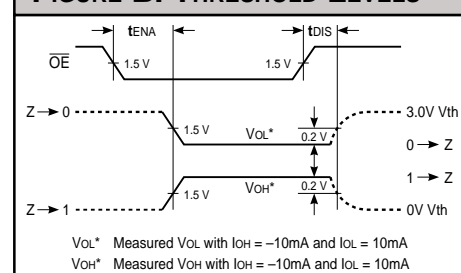 FIGURE B. THRESHOLD LEVELS
tENA tDIS
OE
1.5 V 1.5 V
Z → 0 3.0V Vth
1.5 V VOL* 0.2 V
0 → Z
1 → Z
1.5 V VOH* 0.2 V
Z → 1 0V Vth
VOL* Measured VOL with IOH = –10mA and IOL = 10mA
VOH* Measured VOH with IOH = –10mA and IOL = 10mA